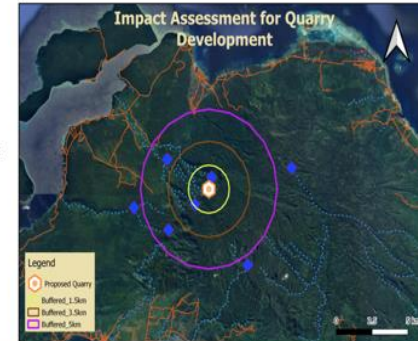 Impact Assessment for Quarry
Development
Legend
Proposed Quarry
Buffered_1.5km
Buffered_3.5km
Buffered_5km